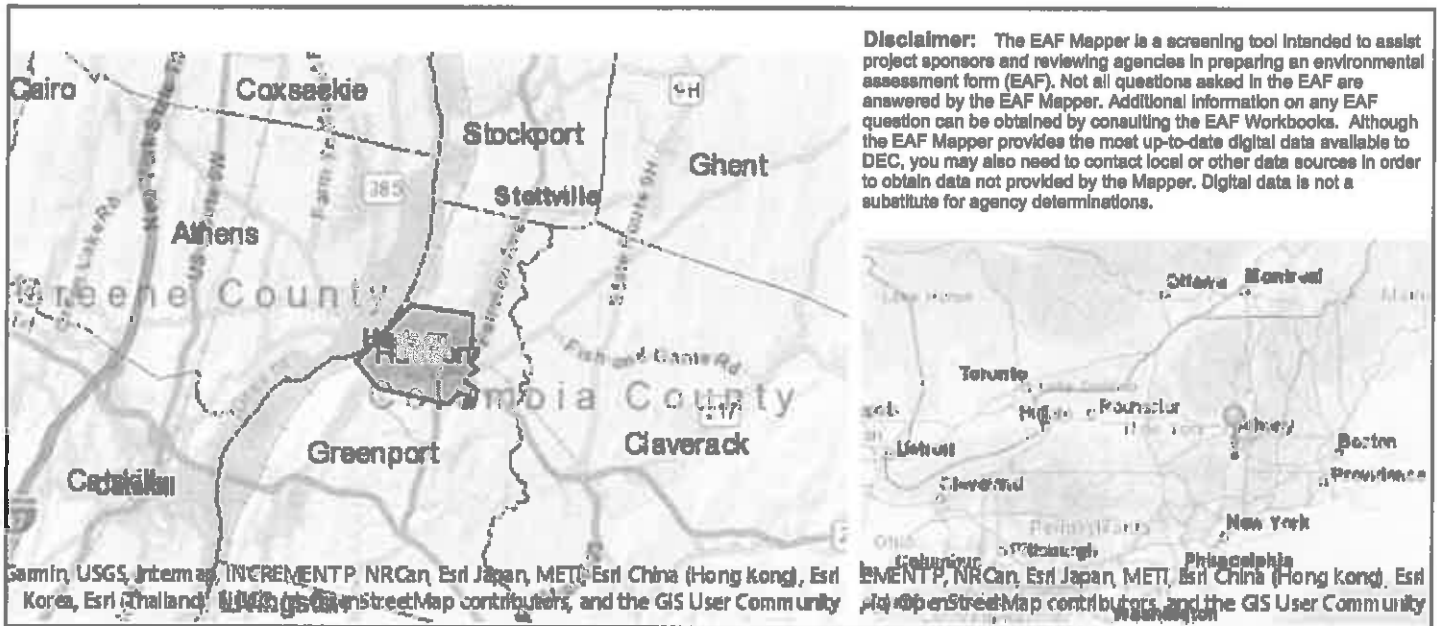 Disclaimer: The EAF Mapper is a screening tool intended to assist
project sponsors and reviewing agencies in preparing an environmental
assessment form (EAF). Not all questions asked in the EAF are
answered by the EAF Mapper. Additional information on any EAF
question can be obtained by consulting the EAF Workbooks. Although
the EAF Mapper provides the most up-to-date digital data available to
DEC, you may also need to contact local or other data sources in order
to obtain data not provided by the Mapper. Digital data is not a
substitute for agency determinations.
Cairo
Coxsackie
Stockport
9H
Ghent
385
Stottville
Athens
Greene County
Columbia County
Claverack
Greenport
Catskill
Garmin, USGS, Intermap, INCREMENT P, NRCan, Esri Japan, METI, Esri China (Hong Kong), Esri
Korea, Esri (Thailand), OpenStreetMap contributors, and the GIS User Community
Ottawa
Montreal
Toronto
Rochester
Albany
Detroit
Boston
Providence
Cleveland
New York
Pittsburgh
Philadelphia
EMENT P, NRCan, Esri Japan, METI, Esri China (Hong Kong), Esri
OpenStreetMap contributors, and the GIS User Community
Washington